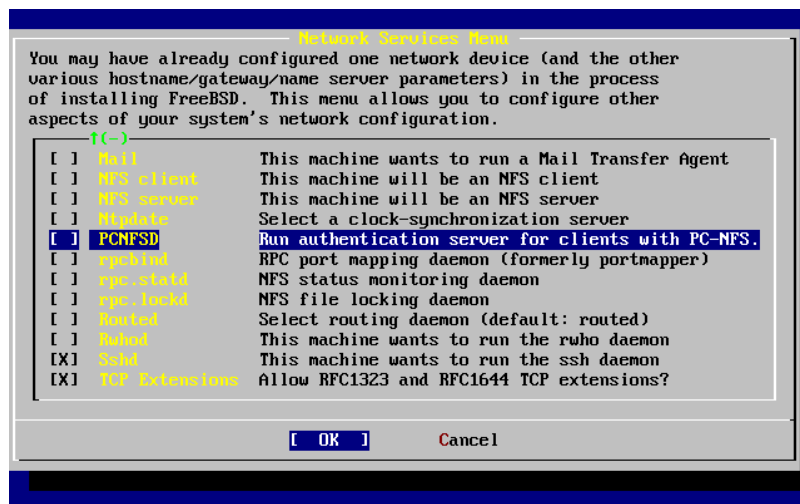 Network Services Menu
You may have already configured one network device (and the other
various hostname/gateway/name server parameters) in the process
of installing FreeBSD.  This menu allows you to configure other
aspects of your system's network configuration.
↑(-)
[ ] Mail This machine wants to run a Mail Transfer Agent
[ ] NFS client This machine will be an NFS client
[ ] NFS server This machine will be an NFS server
[ ] Ntpdate Select a clock-synchronization server
[ ] PCNFSD Run authentication server for clients with PC-NFS.
[ ] rpcbind RPC port mapping daemon (formerly portmapper)
[ ] rpc.statd NFS status monitoring daemon
[ ] rpc.lockd NFS file locking daemon
[ ] Routed Select routing daemon (default: routed)
[ ] Rwhod This machine wants to run the rwho daemon
[X] Sshd This machine wants to run the ssh daemon
[X] TCP Extensions Allow RFC1323 and RFC1644 TCP extensions?
[ OK ] Cancel